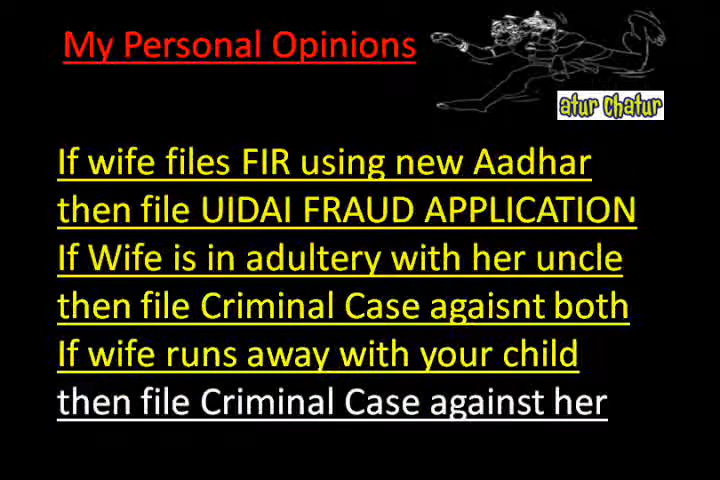 My Personal Opinions
atur chatur
If wife files FIR using new Aadhar
then file UIDAI FRAUD APPLICATION
If Wife is in adultery with her uncle
then file Criminal Case agaisnt both
If wife runs away with your child
then file Criminal Case against her